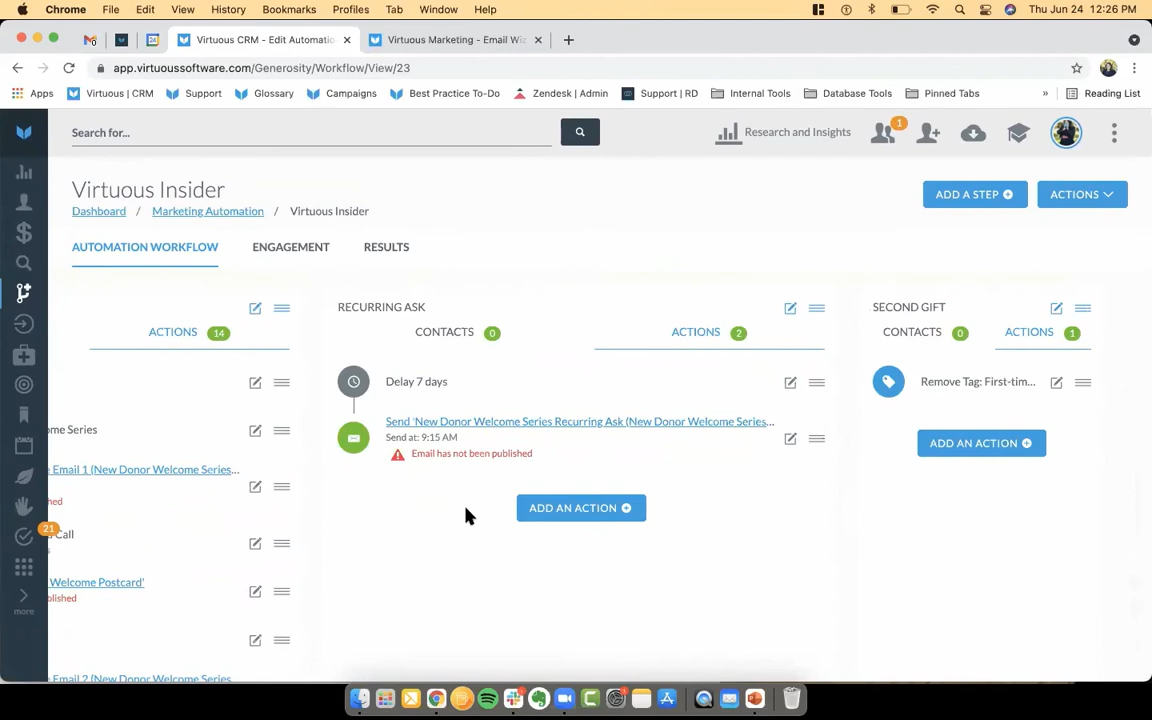 Chrome File Edit View History Bookmarks Profiles Tab Window Help Thu Jun 24 12:26 PM
Virtuous CRM - Edit Automatio Virtuous Marketing - Email Wiz
app.virtuoussoftware.com/Generosity/Workflow/View/23
Apps Virtuous | CRM Support Glossary Campaigns Best Practice To-Do Zendesk | Admin Support | RD Internal Tools Database Tools Pinned Tabs » Reading List
Search for... Research and Insights 1
Virtuous Insider ADD A STEP ACTIONS
Dashboard / Marketing Automation / Virtuous Insider
AUTOMATION WORKFLOW ENGAGEMENT RESULTS
RECURRING ASK SECOND GIFT
ACTIONS 14 CONTACTS 0 ACTIONS 2 CONTACTS 0 ACTIONS 1
Delay 7 days Remove Tag: First-tim...
Send 'New Donor Welcome Series Recurring Ask (New Donor Welcome Series...
ome Series Send at: 9:15 AM ADD AN ACTION
Email has not been published
Email 1 (New Donor Welcome Series...
hed ADD AN ACTION
21 Call
Welcome Postcard'
blished
more
Email 2 (New Donor Welcome Series